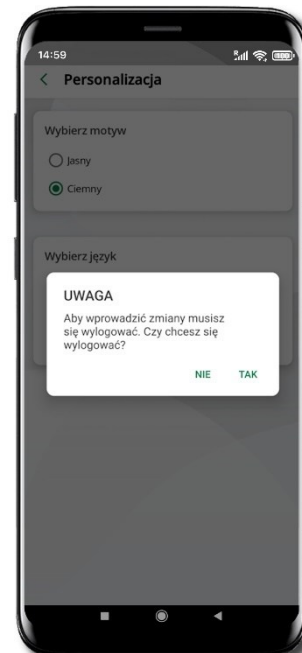 14:59
Personalizacja
Wybierz motyw
Jasny
Ciemny
Wybierz język
UWAGA
Aby wprowadzić zmiany musisz
się wylogować. Czy chcesz się
wylogować?
NIE TAK